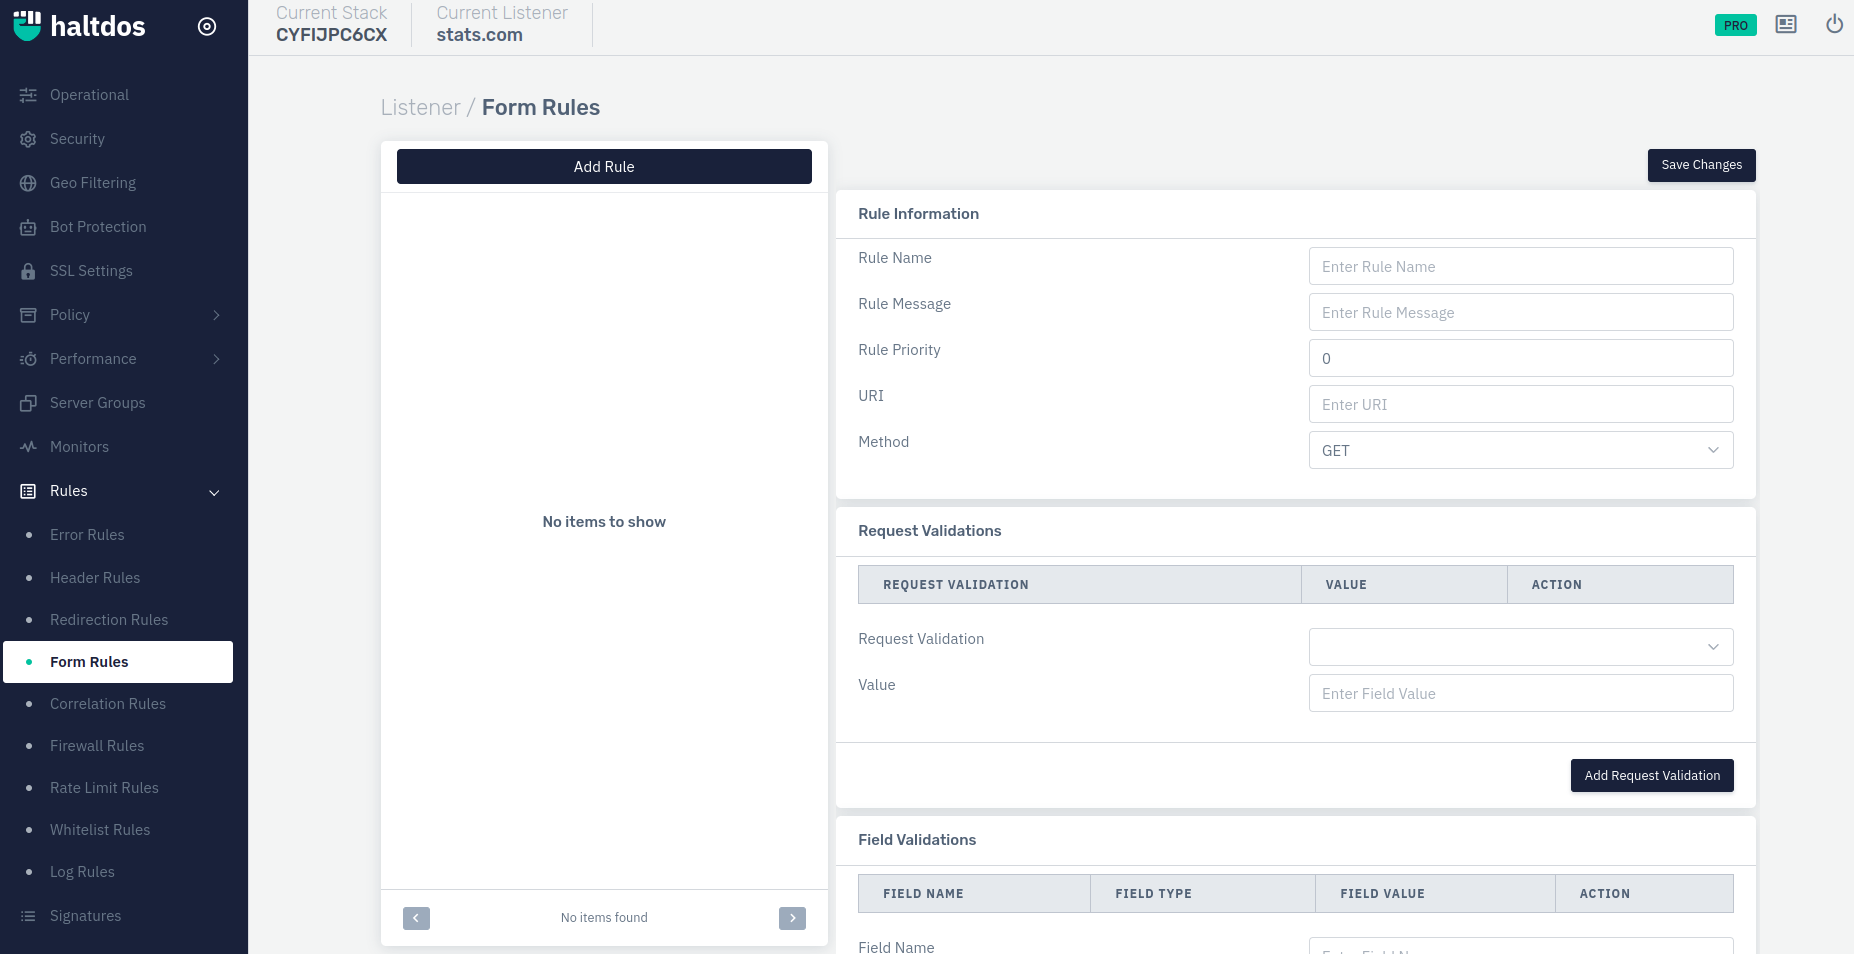 haltdos
Operational
Security
Geo Filtering
Bot Protection
SSL Settings
Policy
Performance
Server Groups
Monitors
Rules
Error Rules
Header Rules
Redirection Rules
Form Rules
Correlation Rules
Firewall Rules
Rate Limit Rules
Whitelist Rules
Log Rules
Signatures
Current Stack
CYFIJPC6CX
Current Listener
stats.com
PRO
Listener / Form Rules
Add Rule
No items to show
No items found
Save Changes
Rule Information
Rule Name
Enter Rule Name
Rule Message
Enter Rule Message
Rule Priority
0
URI
Enter URI
Method
GET
Request Validations
REQUEST VALIDATION VALUE ACTION
Request Validation
Value
Enter Field Value
Add Request Validation
Field Validations
FIELD NAME FIELD TYPE FIELD VALUE ACTION
Field Name